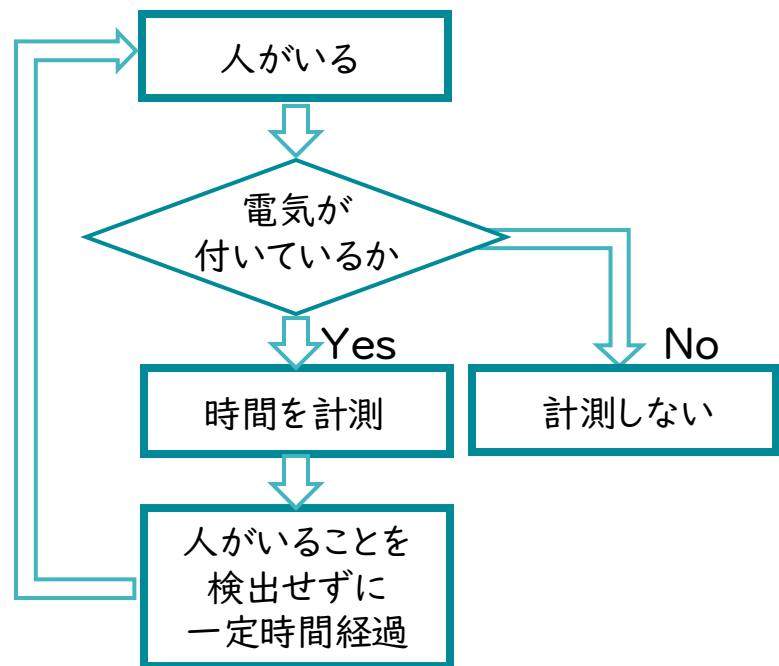 人がいる
電気が
付いているか
Yes
No
時間を計測
計測しない
人がいることを
検出せずに
一定時間経過